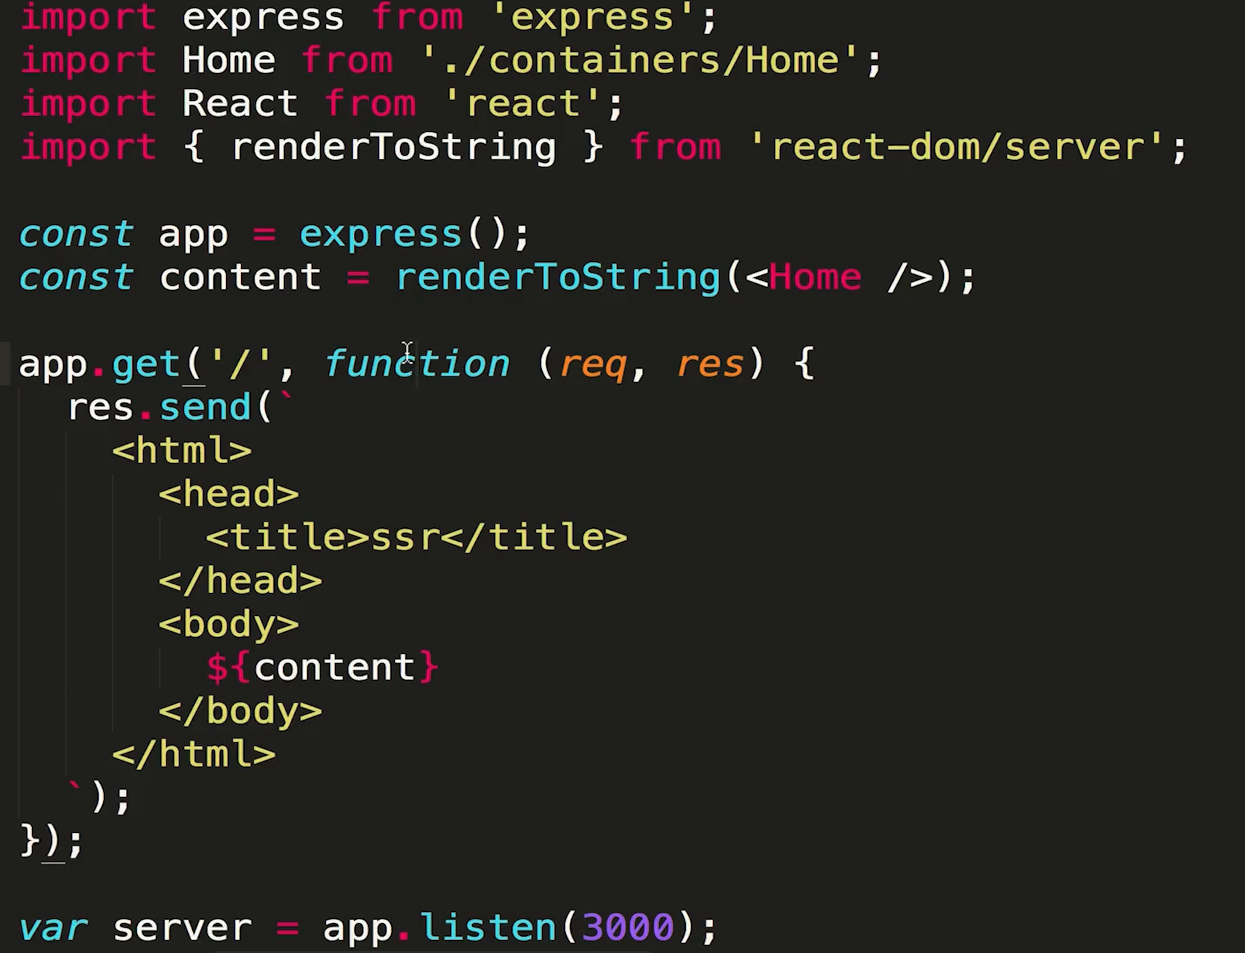 import express from 'express';
import Home from './containers/Home';
import React from 'react';
import { renderToString } from 'react-dom/server';
const app = express();
const content = renderToString(<Home />);
app.get('/', function (req, res) {
res.send(`
<html>
<head>
<title>ssr</title>
</head>
<body>
${content}
</body>
</html>
`);
});
var server = app.listen(3000);